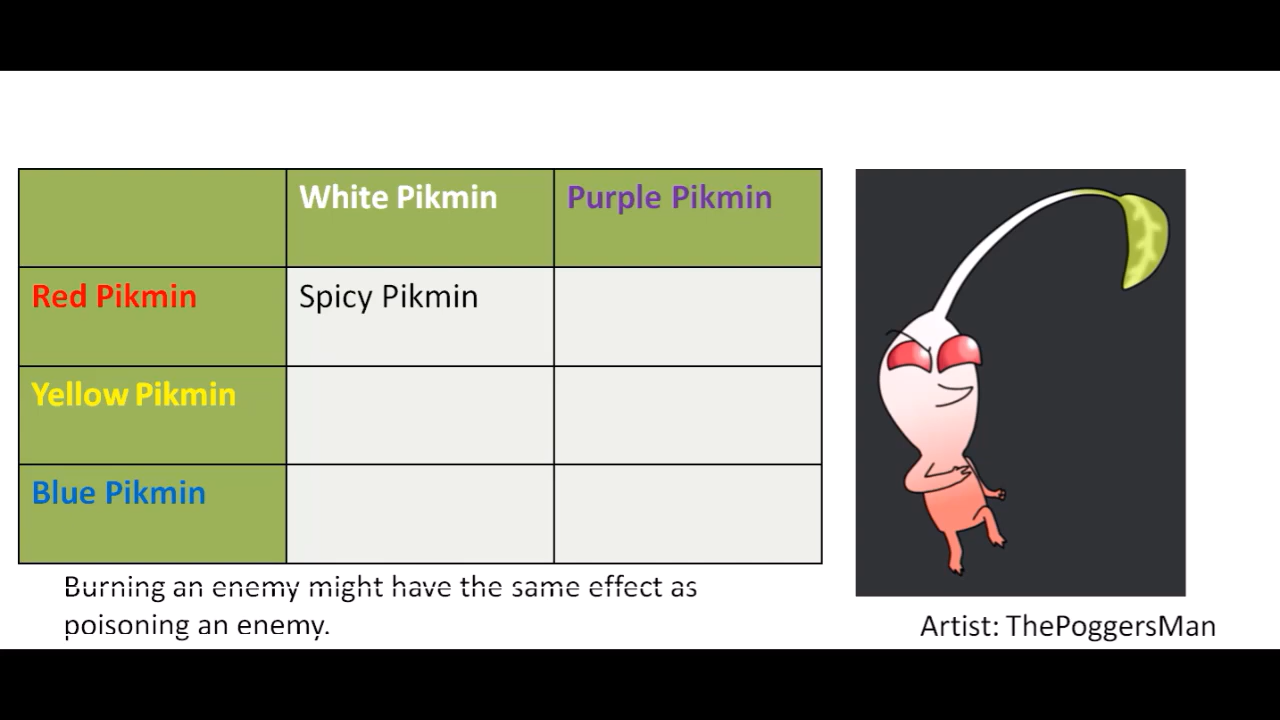 White Pikmin
Purple Pikmin
Red Pikmin
Spicy Pikmin
Yellow Pikmin
Blue Pikmin
Burning an enemy might have the same effect as
poisoning an enemy.
Artist: ThePoggersMan